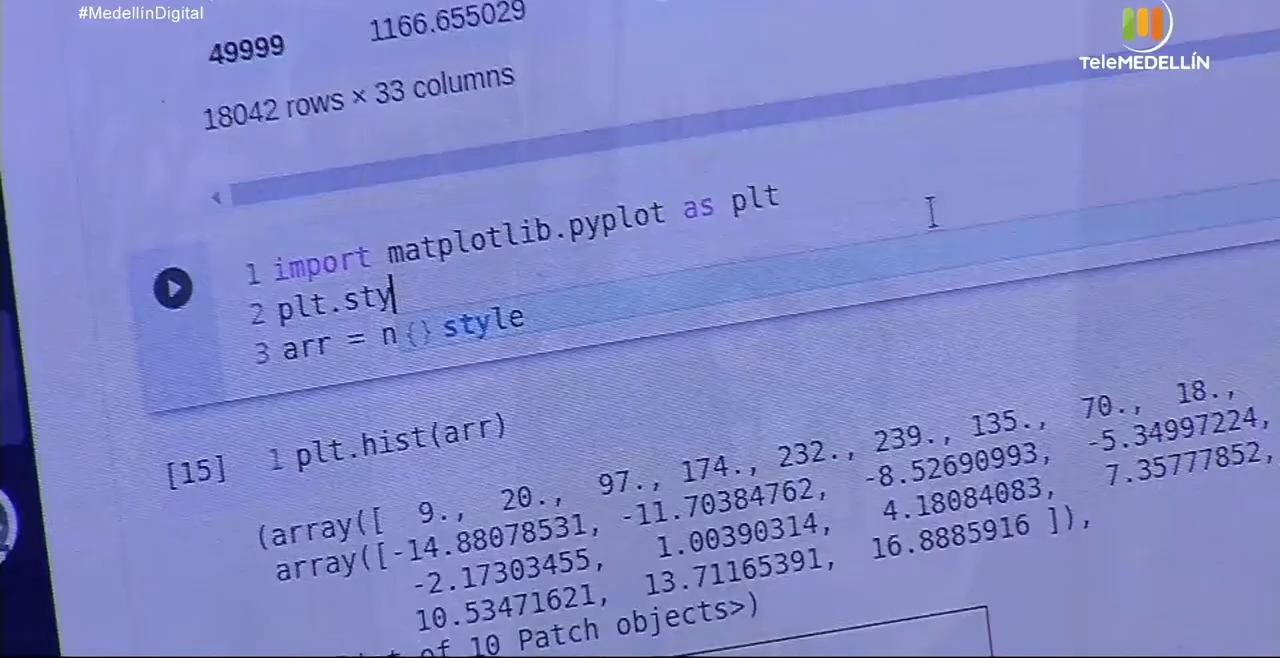 #MedellínDigital
TeleMEDELLÍN
49999 1166.655029
18042 rows × 33 columns
1 import matplotlib.pyplot as plt
2 plt.sty
3 arr = n{} style
[15] 1 plt.hist(arr)
(array([ 9., 20., 97., 174., 232., 239., 135., 70., 18.,
array([-14.88078531, -11.70384762, -8.52690993, -5.34997224,
-2.17303455, 1.00390314, 4.18084083, 7.35777852,
10.53471621, 13.71165391, 16.8885916 ]),
of 10 Patch objects>)